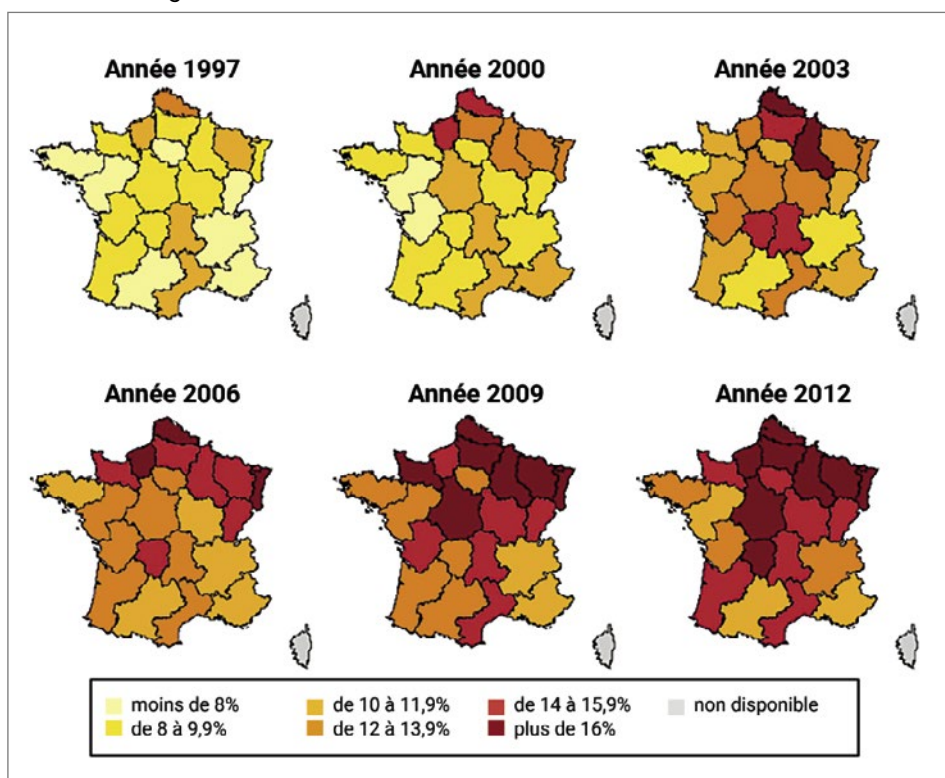 Année 1997
Année 2000
Année 2003
Année 2006
Année 2009
Année 2012
moins de 8%
de 10 à 11,9%
de 14 à 15,9%
non disponible
de 8 à 9,9%
de 12 à 13,9%
plus de 16%